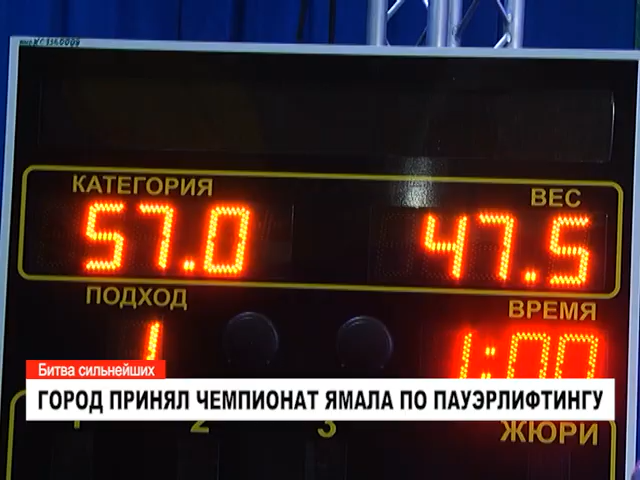 КАТЕГОРИЯ ВЕС
57.0 47.5
ПОДХОД ВРЕМЯ
1 1:00
Битва сильнейших
ГОРОД ПРИНЯЛ ЧЕМПИОНАТ ЯМАЛА ПО ПАУЭРЛИФТИНГУ
1 2 3 ЖЮРИ